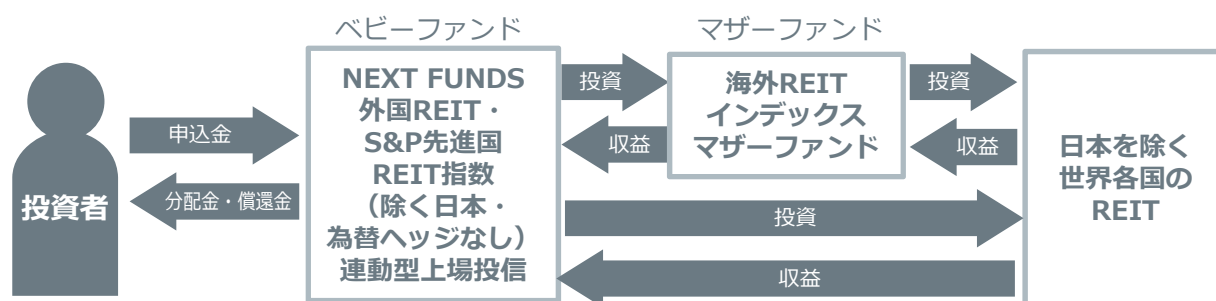 ベビーファンド
マザーファンド
投資者
申込金
分配金・償還金
NEXT FUNDS
外国REIT・
S&P先進国
REIT指数
（除く日本・
為替ヘッジなし）
連動型上場投信
投資
収益
海外REIT
インデックス
マザーファンド
投資
収益
投資
収益
日本を除く
世界各国の
REIT